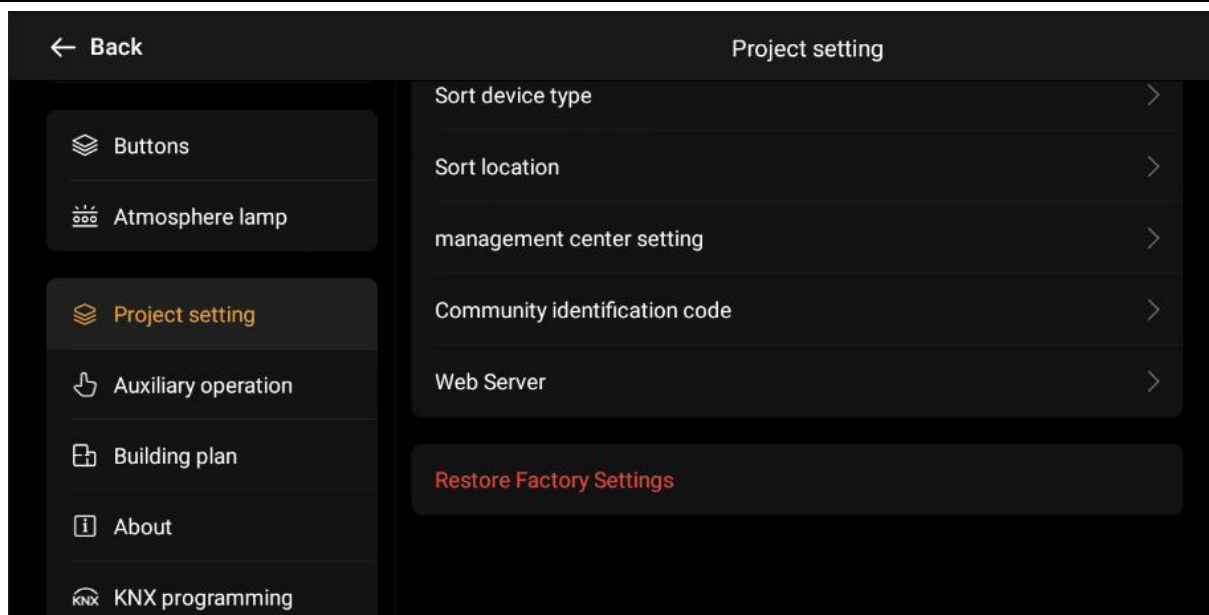 Back
Project setting
Buttons
Atmosphere lamp
Project setting
Auxiliary operation
Building plan
About
KNX KNX programming
Sort device type
Sort location
management center setting
Community identification code
Web Server
Restore Factory Settings